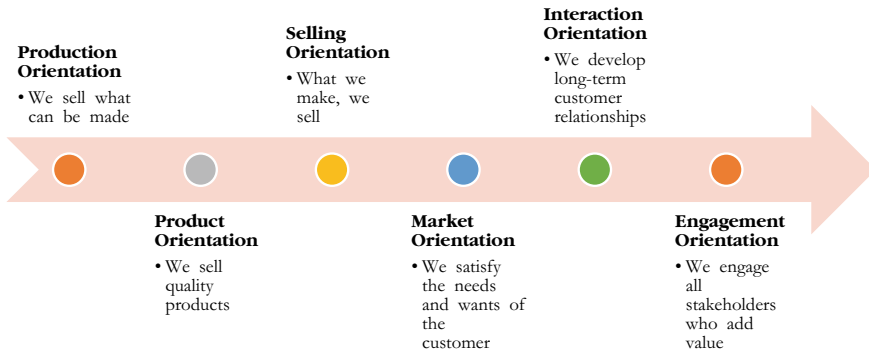 Production
Orientation
• We sell what
can be made
Product
Orientation
• We sell
quality
products
Selling
Orientation
• What we
make, we
sell
Market
Orientation
• We satisfy
the needs
and wants of
the
customer
Interaction
Orientation
• We develop
long-term
customer
relationships
Engagement
Orientation
• We engage
all
stakeholders
who add
value